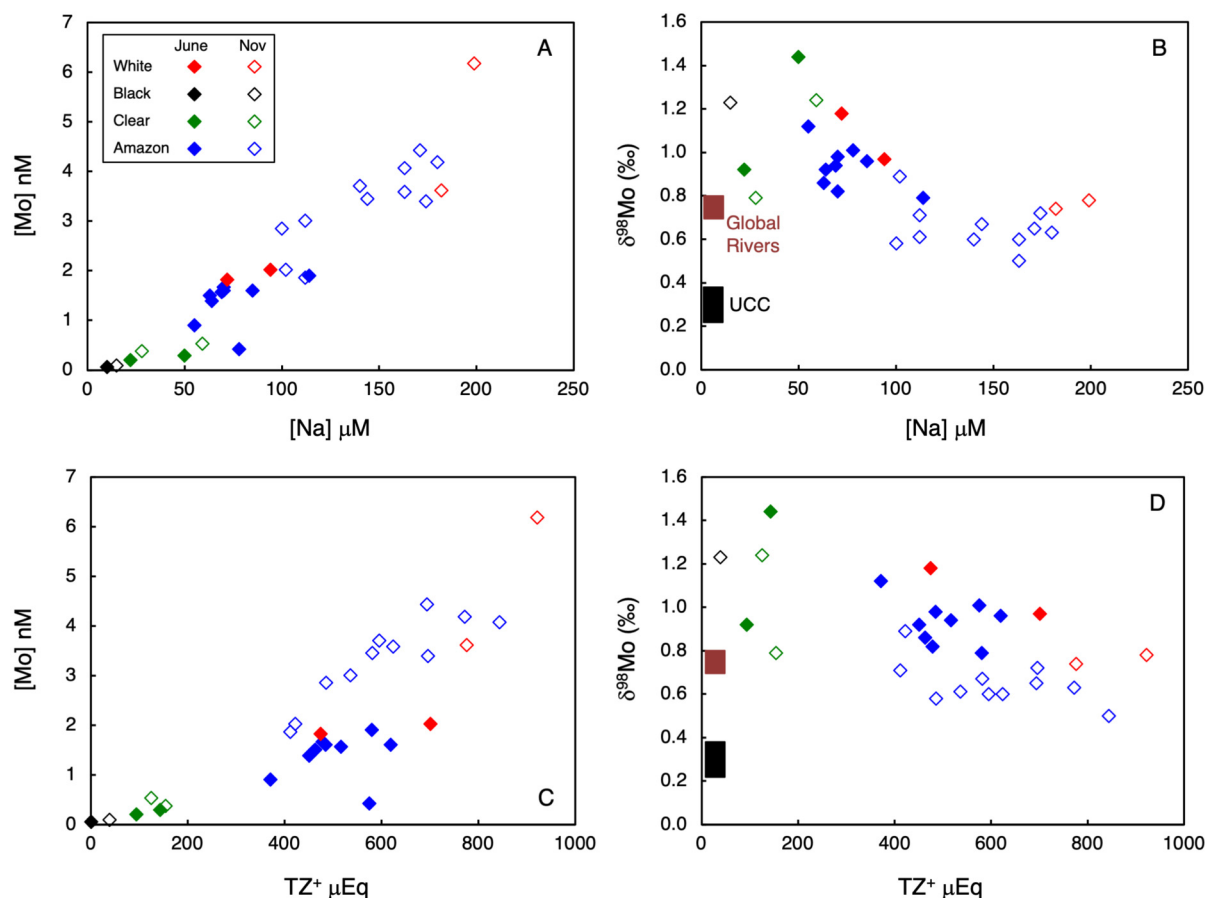 7
6
5
4
3
2
1
0
[Mo] nM
A
June Nov
White
Black
Clear
Amazon
0 50 100 150 200 250
[Na] μM
1.6
1.4
1.2
1.0
0.8
0.6
0.4
0.2
0.0
δ⁹⁸Mo (‰)
B
Global
Rivers
UCC
0 50 100 150 200 250
[Na] μM
7
6
5
4
3
2
1
0
[Mo] nM
C
0 200 400 600 800 1000
TZ⁺ μEq
1.6
1.4
1.2
1.0
0.8
0.6
0.4
0.2
0.0
δ⁹⁸Mo (‰)
D
0 200 400 600 800 1000
TZ⁺ μEq